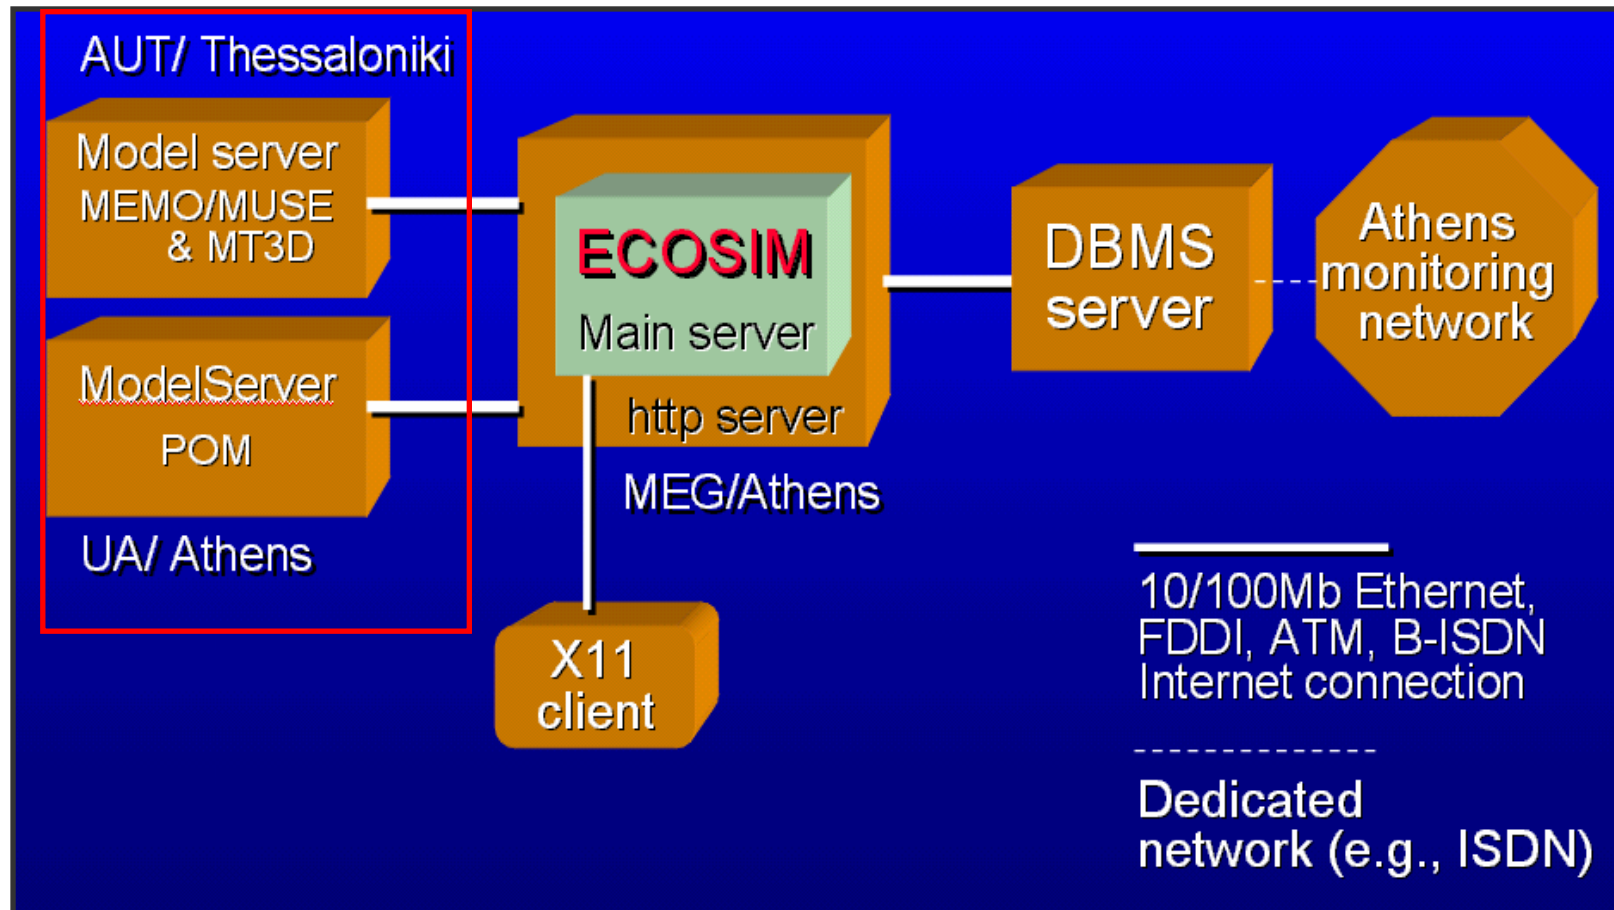 AUT/ Thessaloniki
Model server
MEMO/MUSE
& MT3D
ModelServer
POM
UA/ Athens
ECOSIM
Main server
http server
MEG/Athens
X11
client
DBMS
server
Athens
monitoring
network
10/100Mb Ethernet,
FDDI, ATM, B-ISDN
Internet connection
Dedicated
network (e.g., ISDN)